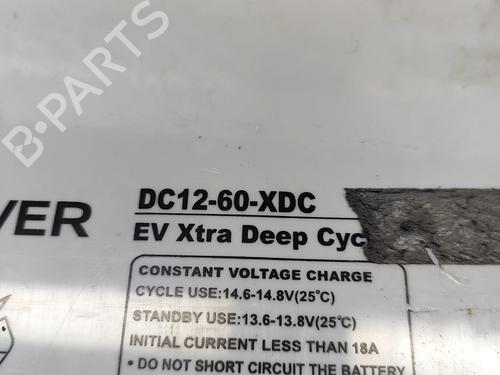 B-PARTS
DC12-60-XDC
VER
EV Xtra Deep Cyc
CONSTANT VOLTAGE CHARGE
CYCLE USE:14.6-14.8V(25°C)
STANDBY USE:13.6-13.8V(25°C)
INITIAL CURRENT LESS THAN 18A
• DO NOT SHORT CIRCUIT THE BATTERY